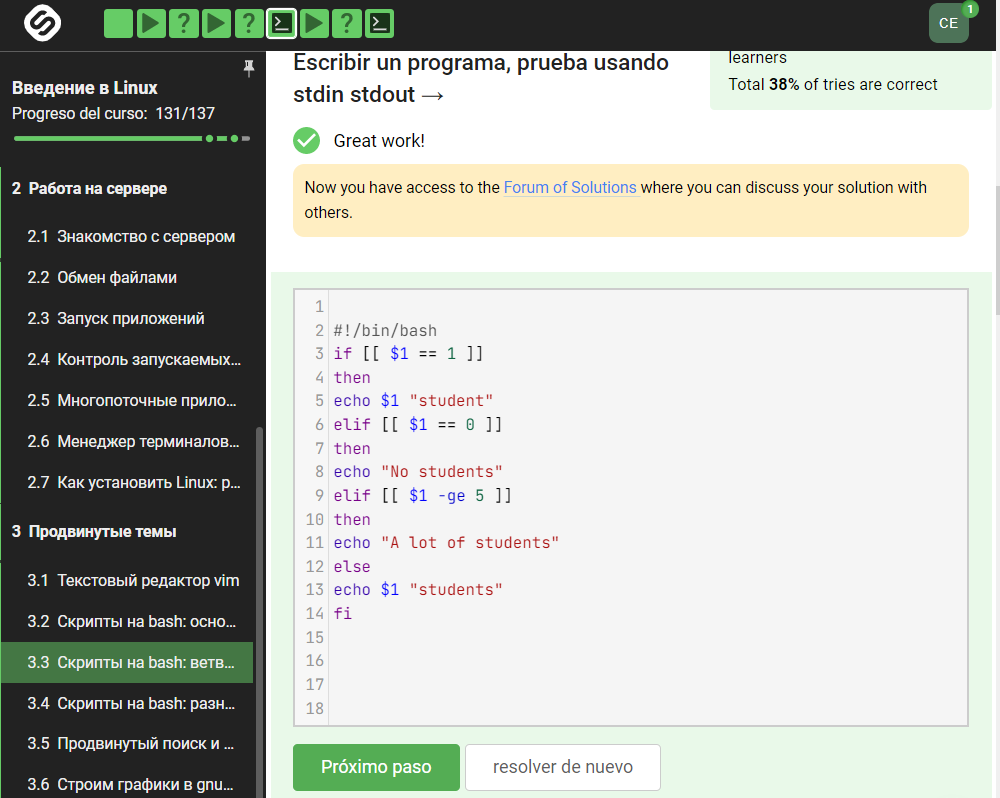 CE
1
Введение в Linux
Progreso del curso: 131/137
2 Работа на сервере
2.1 Знакомство с сервером
2.2 Обмен файлами
2.3 Запуск приложений
2.4 Контроль запускаемых...
2.5 Многопоточные прило...
2.6 Менеджер терминалов...
2.7 Как установить Linux: р...
3 Продвинутые темы
3.1 Текстовый редактор vim
3.2 Скрипты на bash: осно...
3.3 Скрипты на bash: ветв...
3.4 Скрипты на bash: разн...
3.5 Продвинутый поиск и ...
3.6 Строим графики в gnu...
Escribir un programa, prueba usando
stdin stdout →
learners
Total 38% of tries are correct
Great work!
Now you have access to the Forum of Solutions where you can discuss your solution with
others.
1
2 #!/bin/bash
3 if [[ $1 == 1 ]]
4 then
5 echo $1 "student"
6 elif [[ $1 == 0 ]]
7 then
8 echo "No students"
9 elif [[ $1 -ge 5 ]]
10 then
11 echo "A lot of students"
12 else
13 echo $1 "students"
14 fi
15
16
17
18
Próximo paso
resolver de nuevo